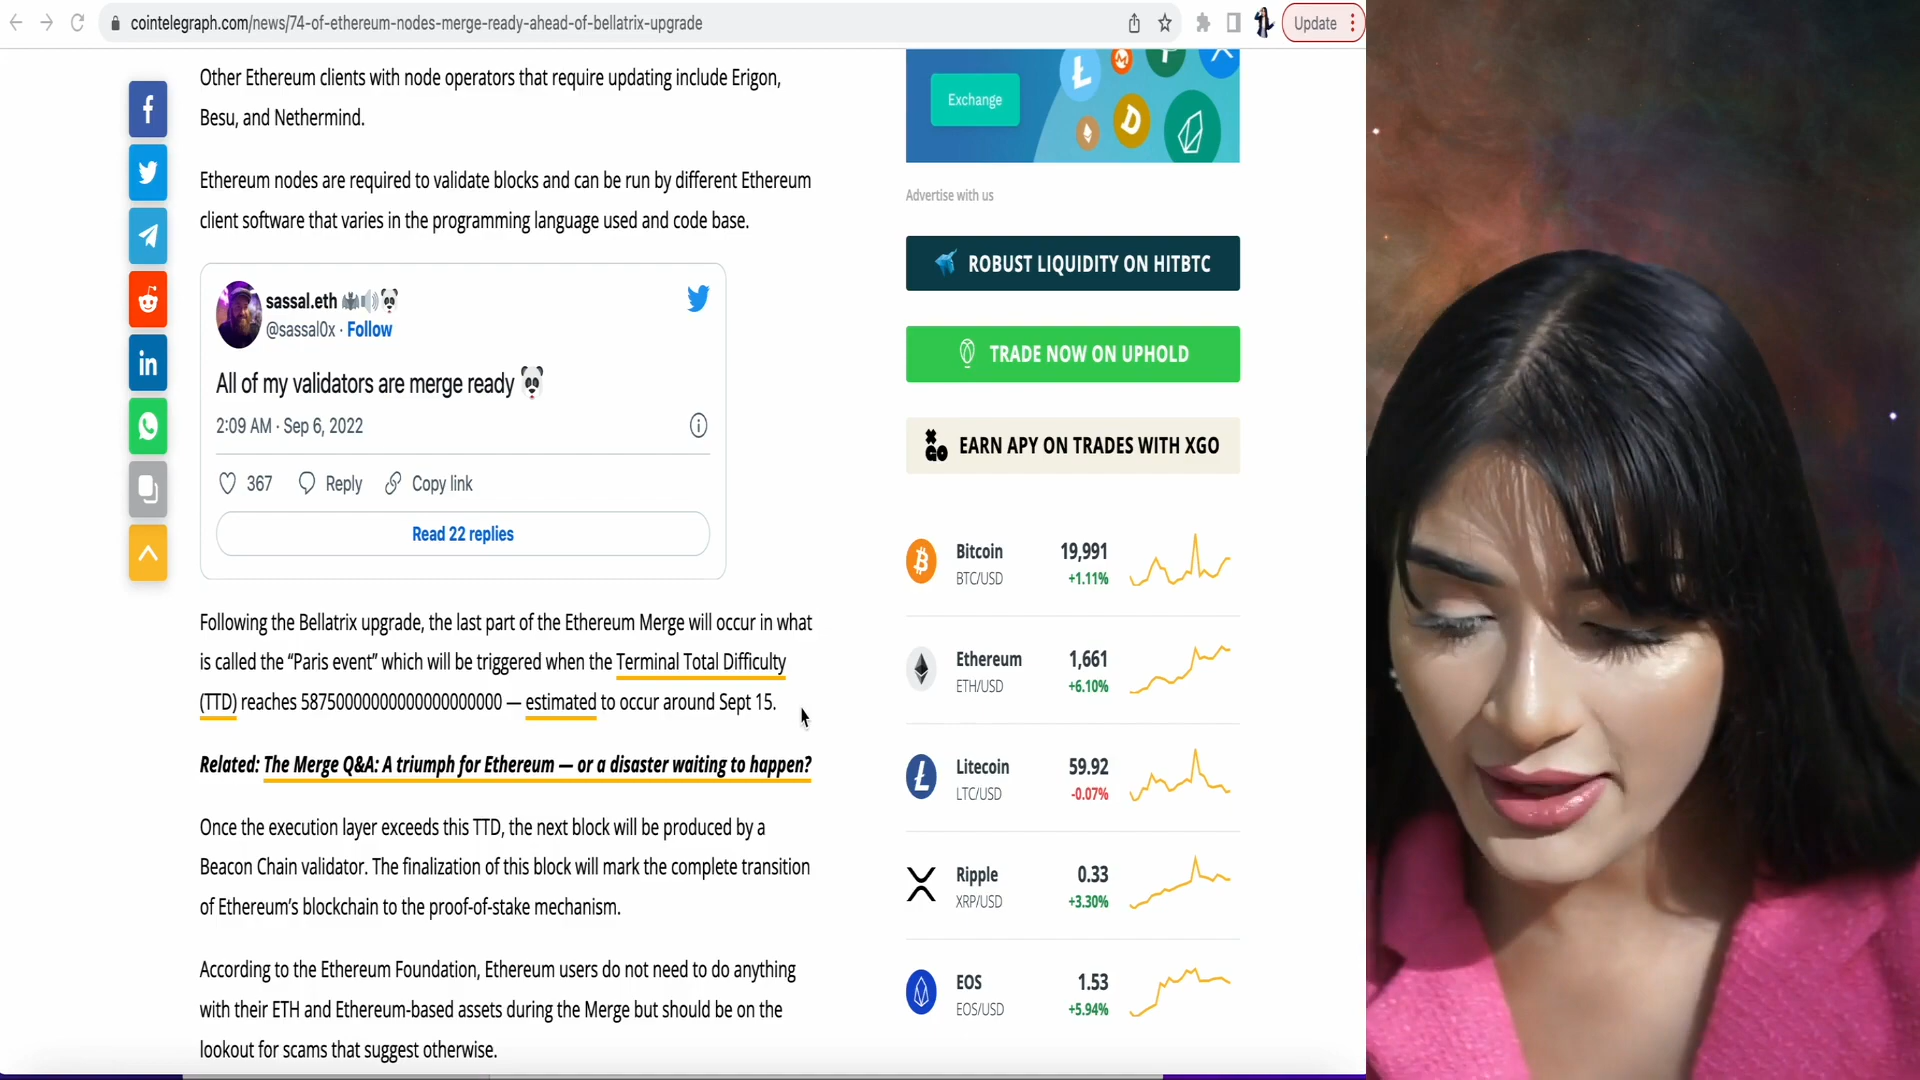 cointelegraph.com/news/74-of-ethereum-nodes-merge-ready-ahead-of-bellatrix-upgrade
Update
Other Ethereum clients with node operators that require updating include Erigon,
Besu, and Nethermind.
Ethereum nodes are required to validate blocks and can be run by different Ethereum
client software that varies in the programming language used and code base.
sassal.eth 🦇🔊🐼
@sassal0x · Follow
All of my validators are merge ready 🐼
2:09 AM · Sep 6, 2022
367 Reply Copy link
Read 22 replies
Following the Bellatrix upgrade, the last part of the Ethereum Merge will occur in what
is called the “Paris event” which will be triggered when the Terminal Total Difficulty
(TTD) reaches 58750000000000000000000 — estimated to occur around Sept 15.
Related: The Merge Q&A: A triumph for Ethereum — or a disaster waiting to happen?
Once the execution layer exceeds this TTD, the next block will be produced by a
Beacon Chain validator. The finalization of this block will mark the complete transition
of Ethereum’s blockchain to the proof-of-stake mechanism.
According to the Ethereum Foundation, Ethereum users do not need to do anything
with their ETH and Ethereum-based assets during the Merge but should be on the
lookout for scams that suggest otherwise.
Exchange
Advertise with us
ROBUST LIQUIDITY ON HITBTC
TRADE NOW ON UPHOLD
XGO EARN APY ON TRADES WITH XGO
Bitcoin 19,991
BTC/USD +1.11%
Ethereum 1,661
ETH/USD +6.10%
Litecoin 59.92
LTC/USD -0.07%
Ripple 0.33
XRP/USD +3.30%
EOS 1.53
EOS/USD +5.94%